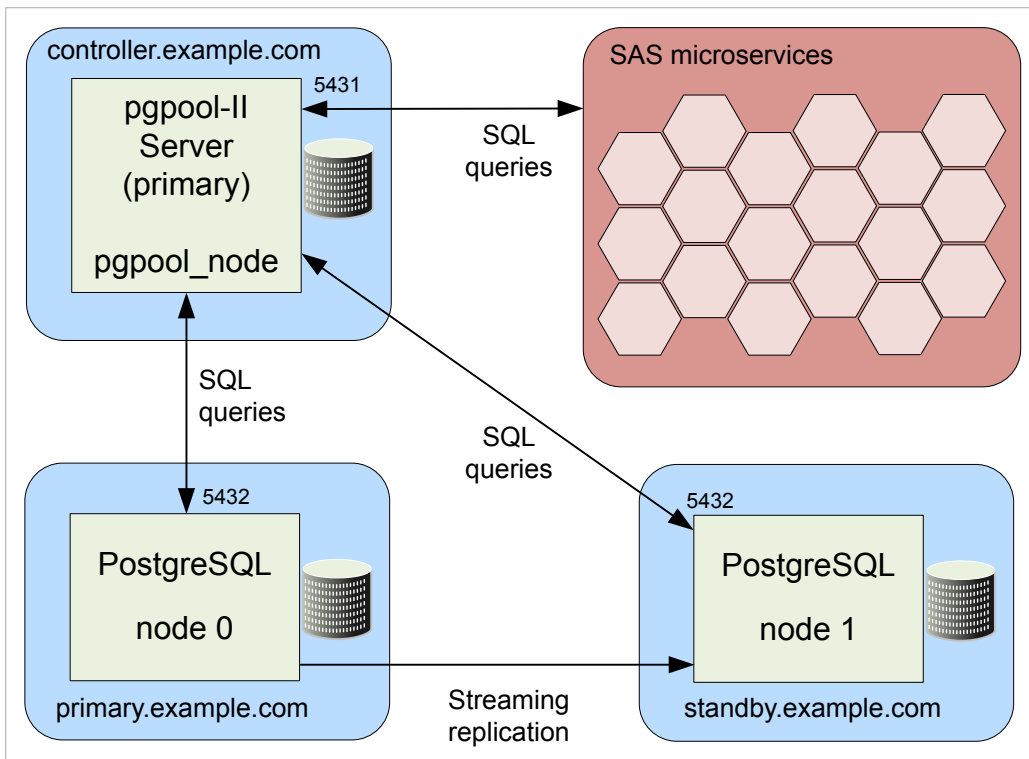 controller.example.com
5431
pgpool-II
Server
(primary)
pgpool_node
SQL
queries
SAS microservices
SQL
queries
SQL
queries
5432
PostgreSQL
node 0
primary.example.com
Streaming
replication
5432
PostgreSQL
node 1
standby.example.com